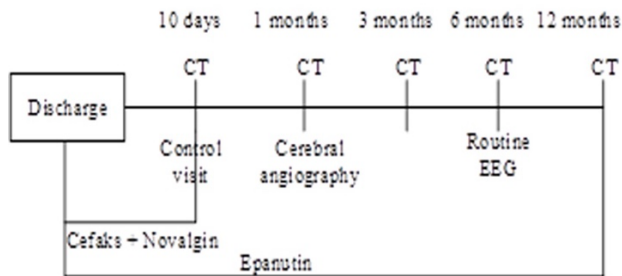 10 days 1 months 3 months 6 months 12 months
CT CT CT CT CT
Discharge
Control visit
Cerebral angiography
Routine EEG
Cefaks + Novalgin
Epanutin